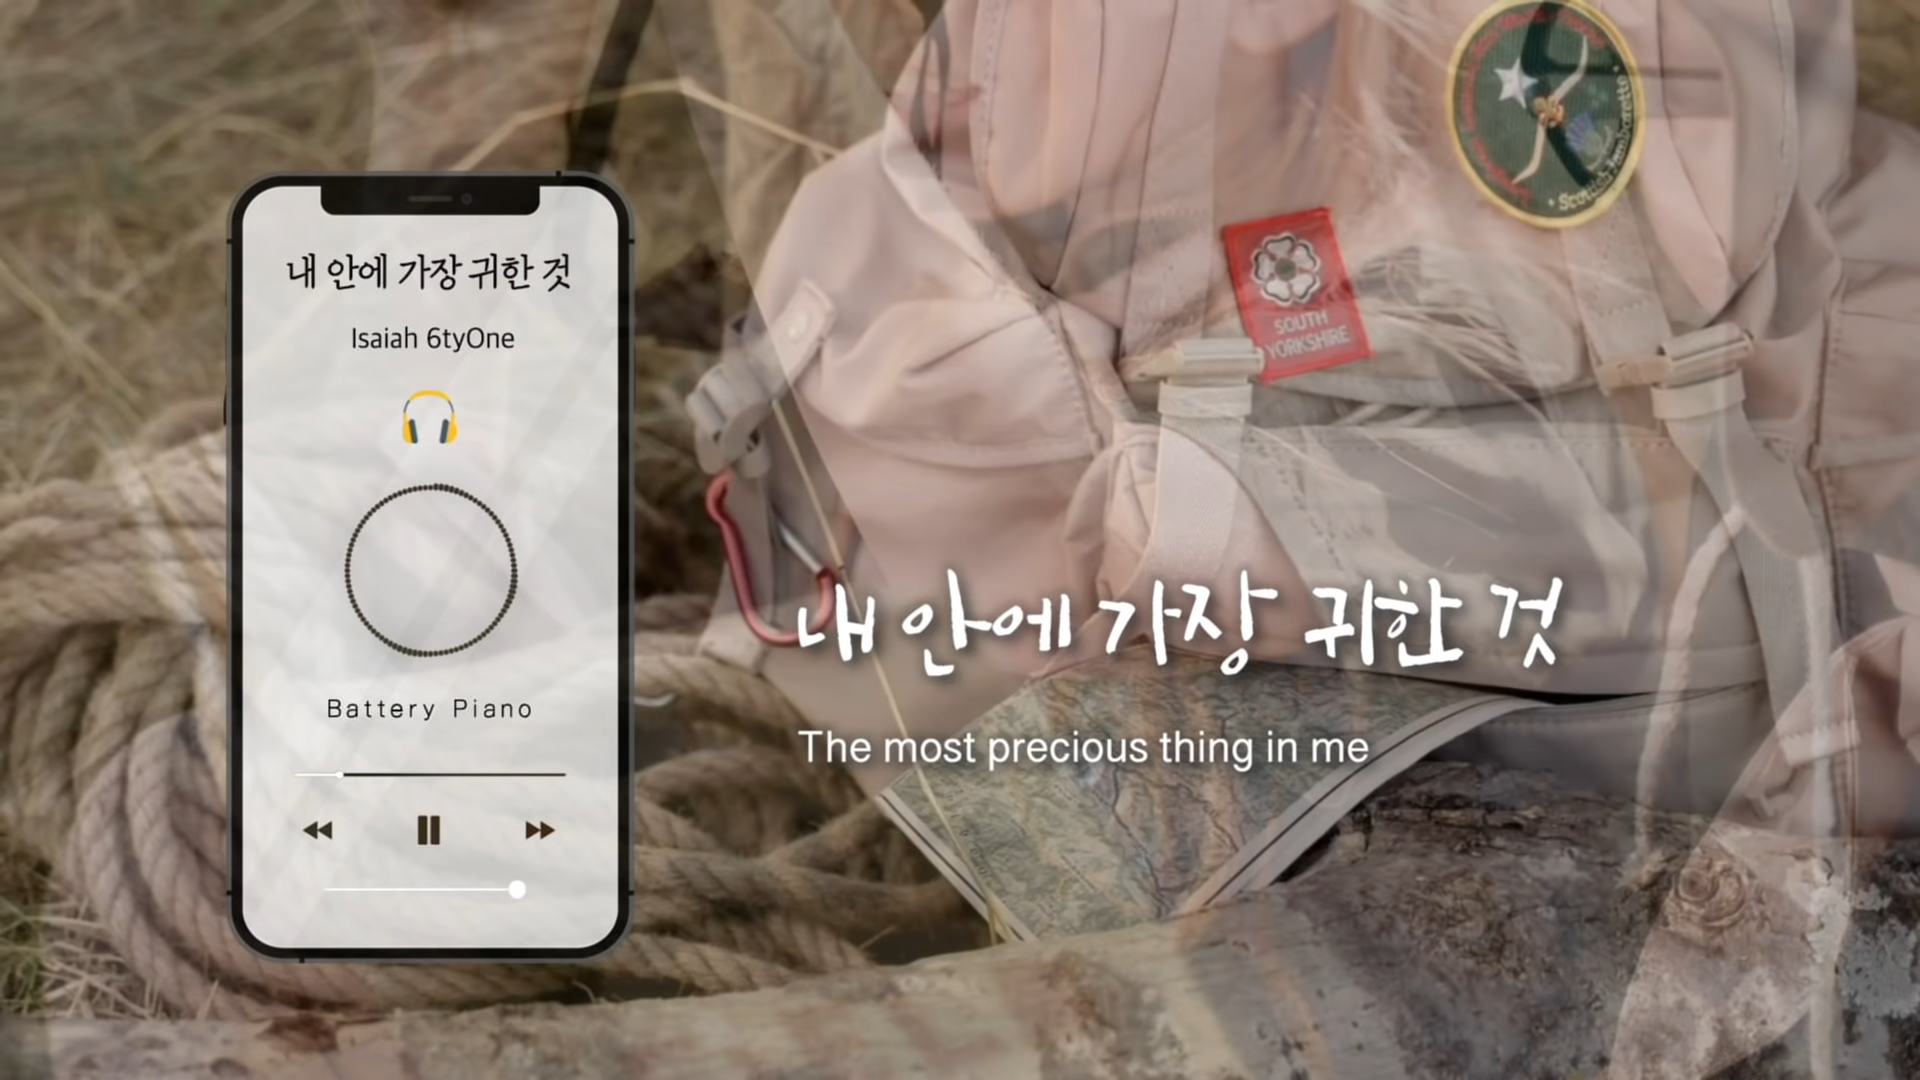 내 안에 가장 귀한 것
Isaiah 6tyOne
Battery Piano
SOUTH
YORKSHIRE
내 안에 가장 귀한 것
The most precious thing in me